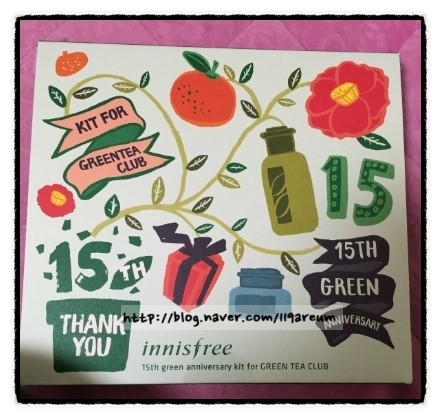 KIT FOR
GREENTEA
CLUB
15
15TH
15TH
GREEN
ANNIVERSARY
THANK
YOU
http://blog.naver.com/119areum
innisfree
15th green anniversary kit for GREEN TEA CLUB